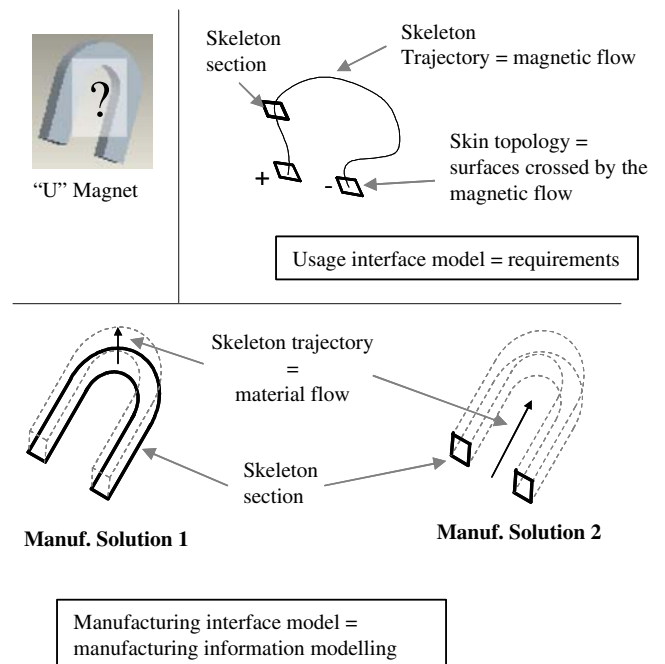 ?
“U” Magnet
Skeleton
section
Skeleton
Trajectory = magnetic flow
Skin topology =
surfaces crossed by the
magnetic flow
+
-
Usage interface model = requirements
Skeleton trajectory
=
material flow
Skeleton
section
Manuf. Solution 1
Manuf. Solution 2
Manufacturing interface model =
manufacturing information modelling